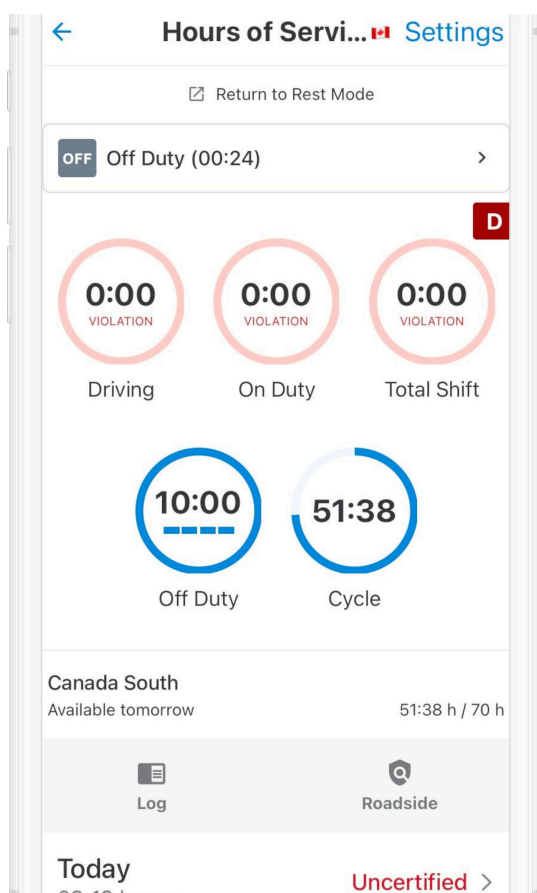 Hours of Servi... Settings
Return to Rest Mode
OFF Off Duty (00:24)
D
0:00 0:00 0:00
VIOLATION VIOLATION VIOLATION
Driving On Duty Total Shift
10:00 51:38
Off Duty Cycle
Canada South
Available tomorrow 51:38 h / 70 h
Log Roadside
Today
Uncertified